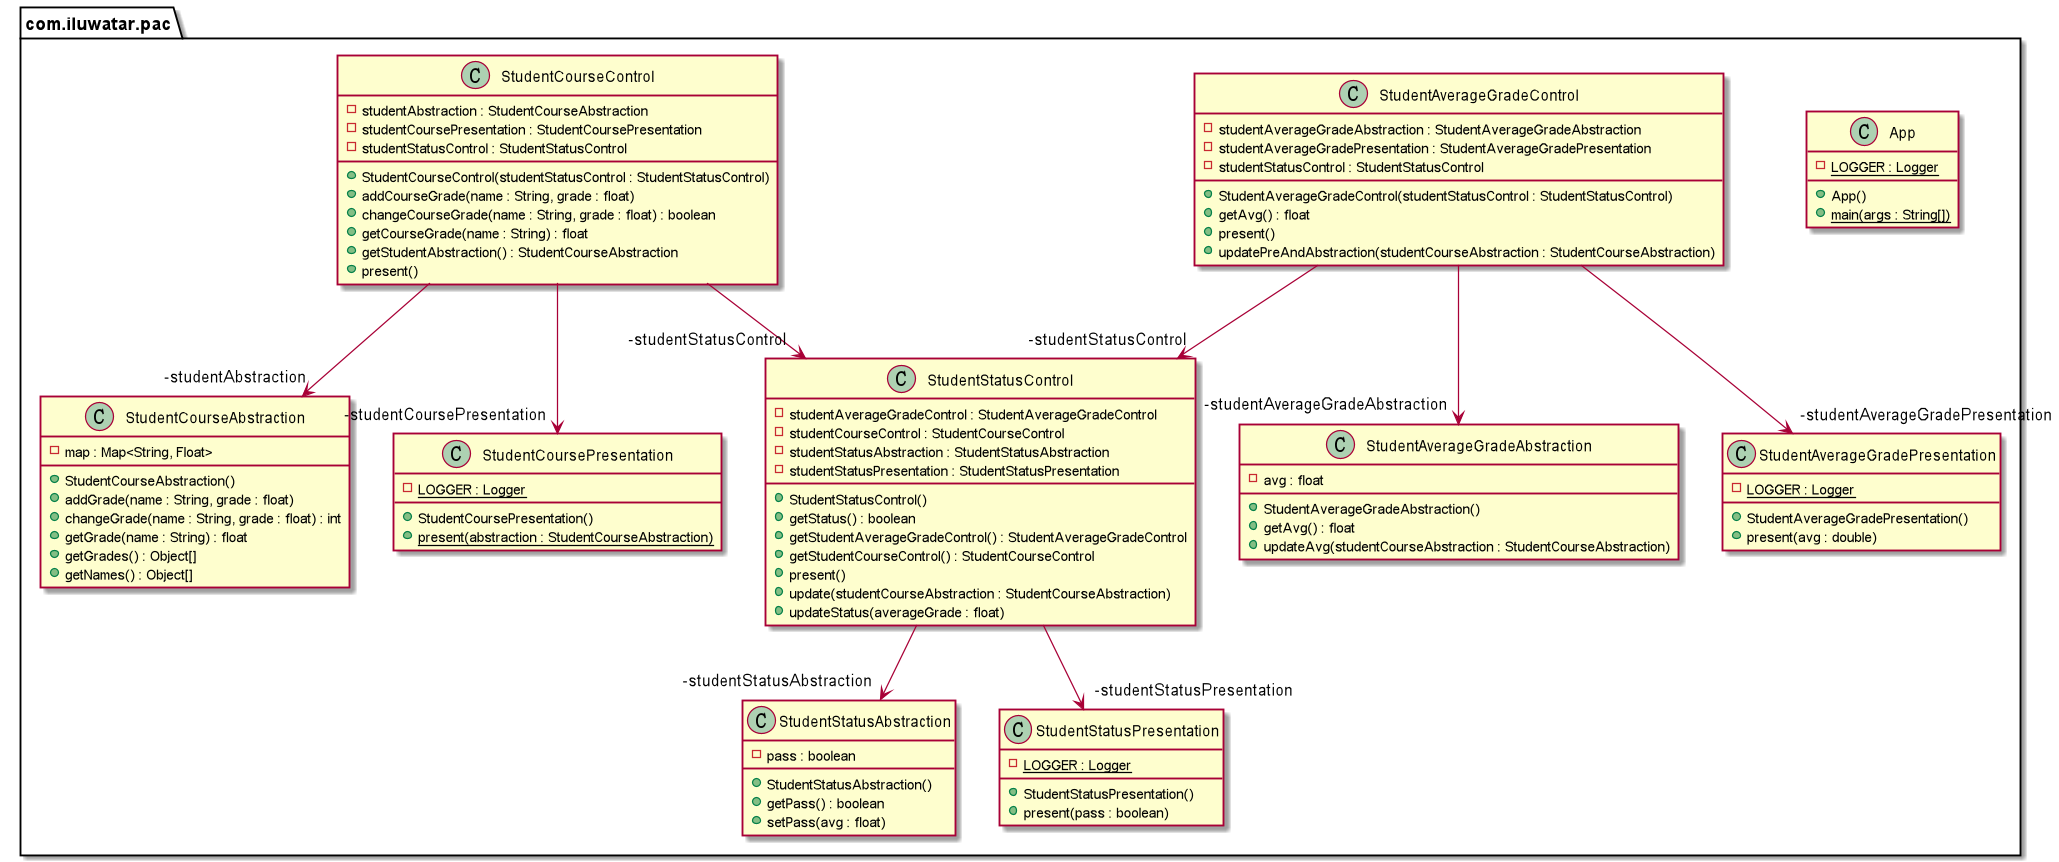 com.iluwatar.pac
C StudentCourseControl
studentAbstraction : StudentCourseAbstraction
studentCoursePresentation : StudentCoursePresentation
studentStatusControl : StudentStatusControl
StudentCourseControl(studentStatusControl : StudentStatusControl)
addCourseGrade(name : String, grade : float)
changeCourseGrade(name : String, grade : float) : boolean
getCourseGrade(name : String) : float
getStudentAbstraction() : StudentCourseAbstraction
present()
C StudentAverageGradeControl
studentAverageGradeAbstraction : StudentAverageGradeAbstraction
studentAverageGradePresentation : StudentAverageGradePresentation
studentStatusControl : StudentStatusControl
StudentAverageGradeControl(studentStatusControl : StudentStatusControl)
getAvg() : float
present()
updatePreAndAbstraction(studentCourseAbstraction : StudentCourseAbstraction)
C App
LOGGER : Logger
App()
main(args : String[])
-studentAbstraction
-studentCoursePresentation
-studentStatusControl
-studentStatusControl
-studentAverageGradeAbstraction
-studentAverageGradePresentation
C StudentCourseAbstraction
map : Map<String, Float>
StudentCourseAbstraction()
addGrade(name : String, grade : float)
changeGrade(name : String, grade : float) : int
getGrade(name : String) : float
getGrades() : Object[]
getNames() : Object[]
C StudentCoursePresentation
LOGGER : Logger
StudentCoursePresentation()
present(abstraction : StudentCourseAbstraction)
C StudentStatusControl
studentAverageGradeControl : StudentAverageGradeControl
studentCourseControl : StudentCourseControl
studentStatusAbstraction : StudentStatusAbstraction
studentStatusPresentation : StudentStatusPresentation
StudentStatusControl()
getStatus() : boolean
getStudentAverageGradeControl() : StudentAverageGradeControl
getStudentCourseControl() : StudentCourseControl
present()
update(studentCourseAbstraction : StudentCourseAbstraction)
updateStatus(averageGrade : float)
C StudentAverageGradeAbstraction
avg : float
StudentAverageGradeAbstraction()
getAvg() : float
updateAvg(studentCourseAbstraction : StudentCourseAbstraction)
C StudentAverageGradePresentation
LOGGER : Logger
StudentAverageGradePresentation()
present(avg : double)
-studentStatusAbstraction
-studentStatusPresentation
C StudentStatusAbstraction
pass : boolean
StudentStatusAbstraction()
getPass() : boolean
setPass(avg : float)
C StudentStatusPresentation
LOGGER : Logger
StudentStatusPresentation()
present(pass : boolean)